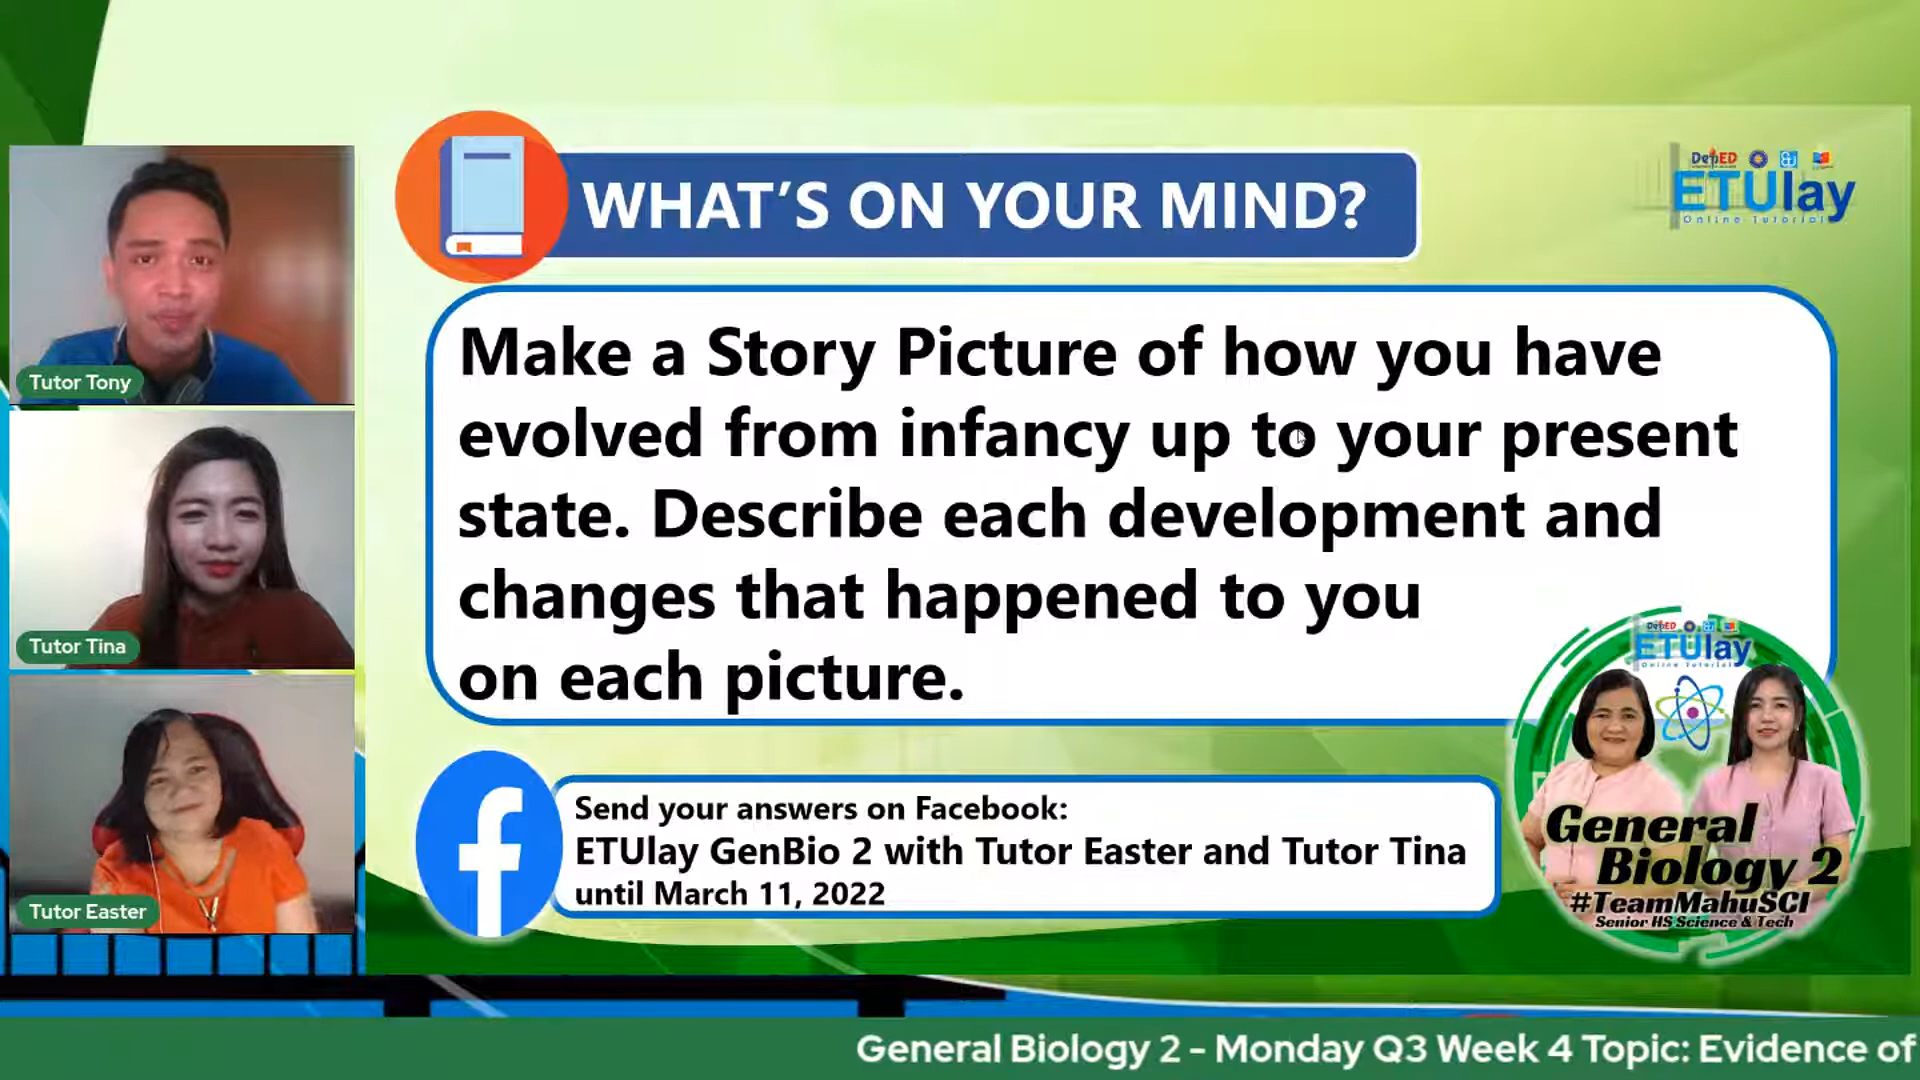 WHAT'S ON YOUR MIND?
DepED
ETUlay
Online Tutorial
Make a Story Picture of how you have
evolved from infancy up to your present
state. Describe each development and
changes that happened to you
on each picture.
Tutor Tony
Tutor Tina
Tutor Easter
Send your answers on Facebook:
ETUlay GenBio 2 with Tutor Easter and Tutor Tina
until March 11, 2022
DepED
ETUlay
Online Tutorial
General
Biology 2
#TeamMahuSCI
Senior HS Science & Tech
General Biology 2 - Monday Q3 Week 4 Topic: Evidence of